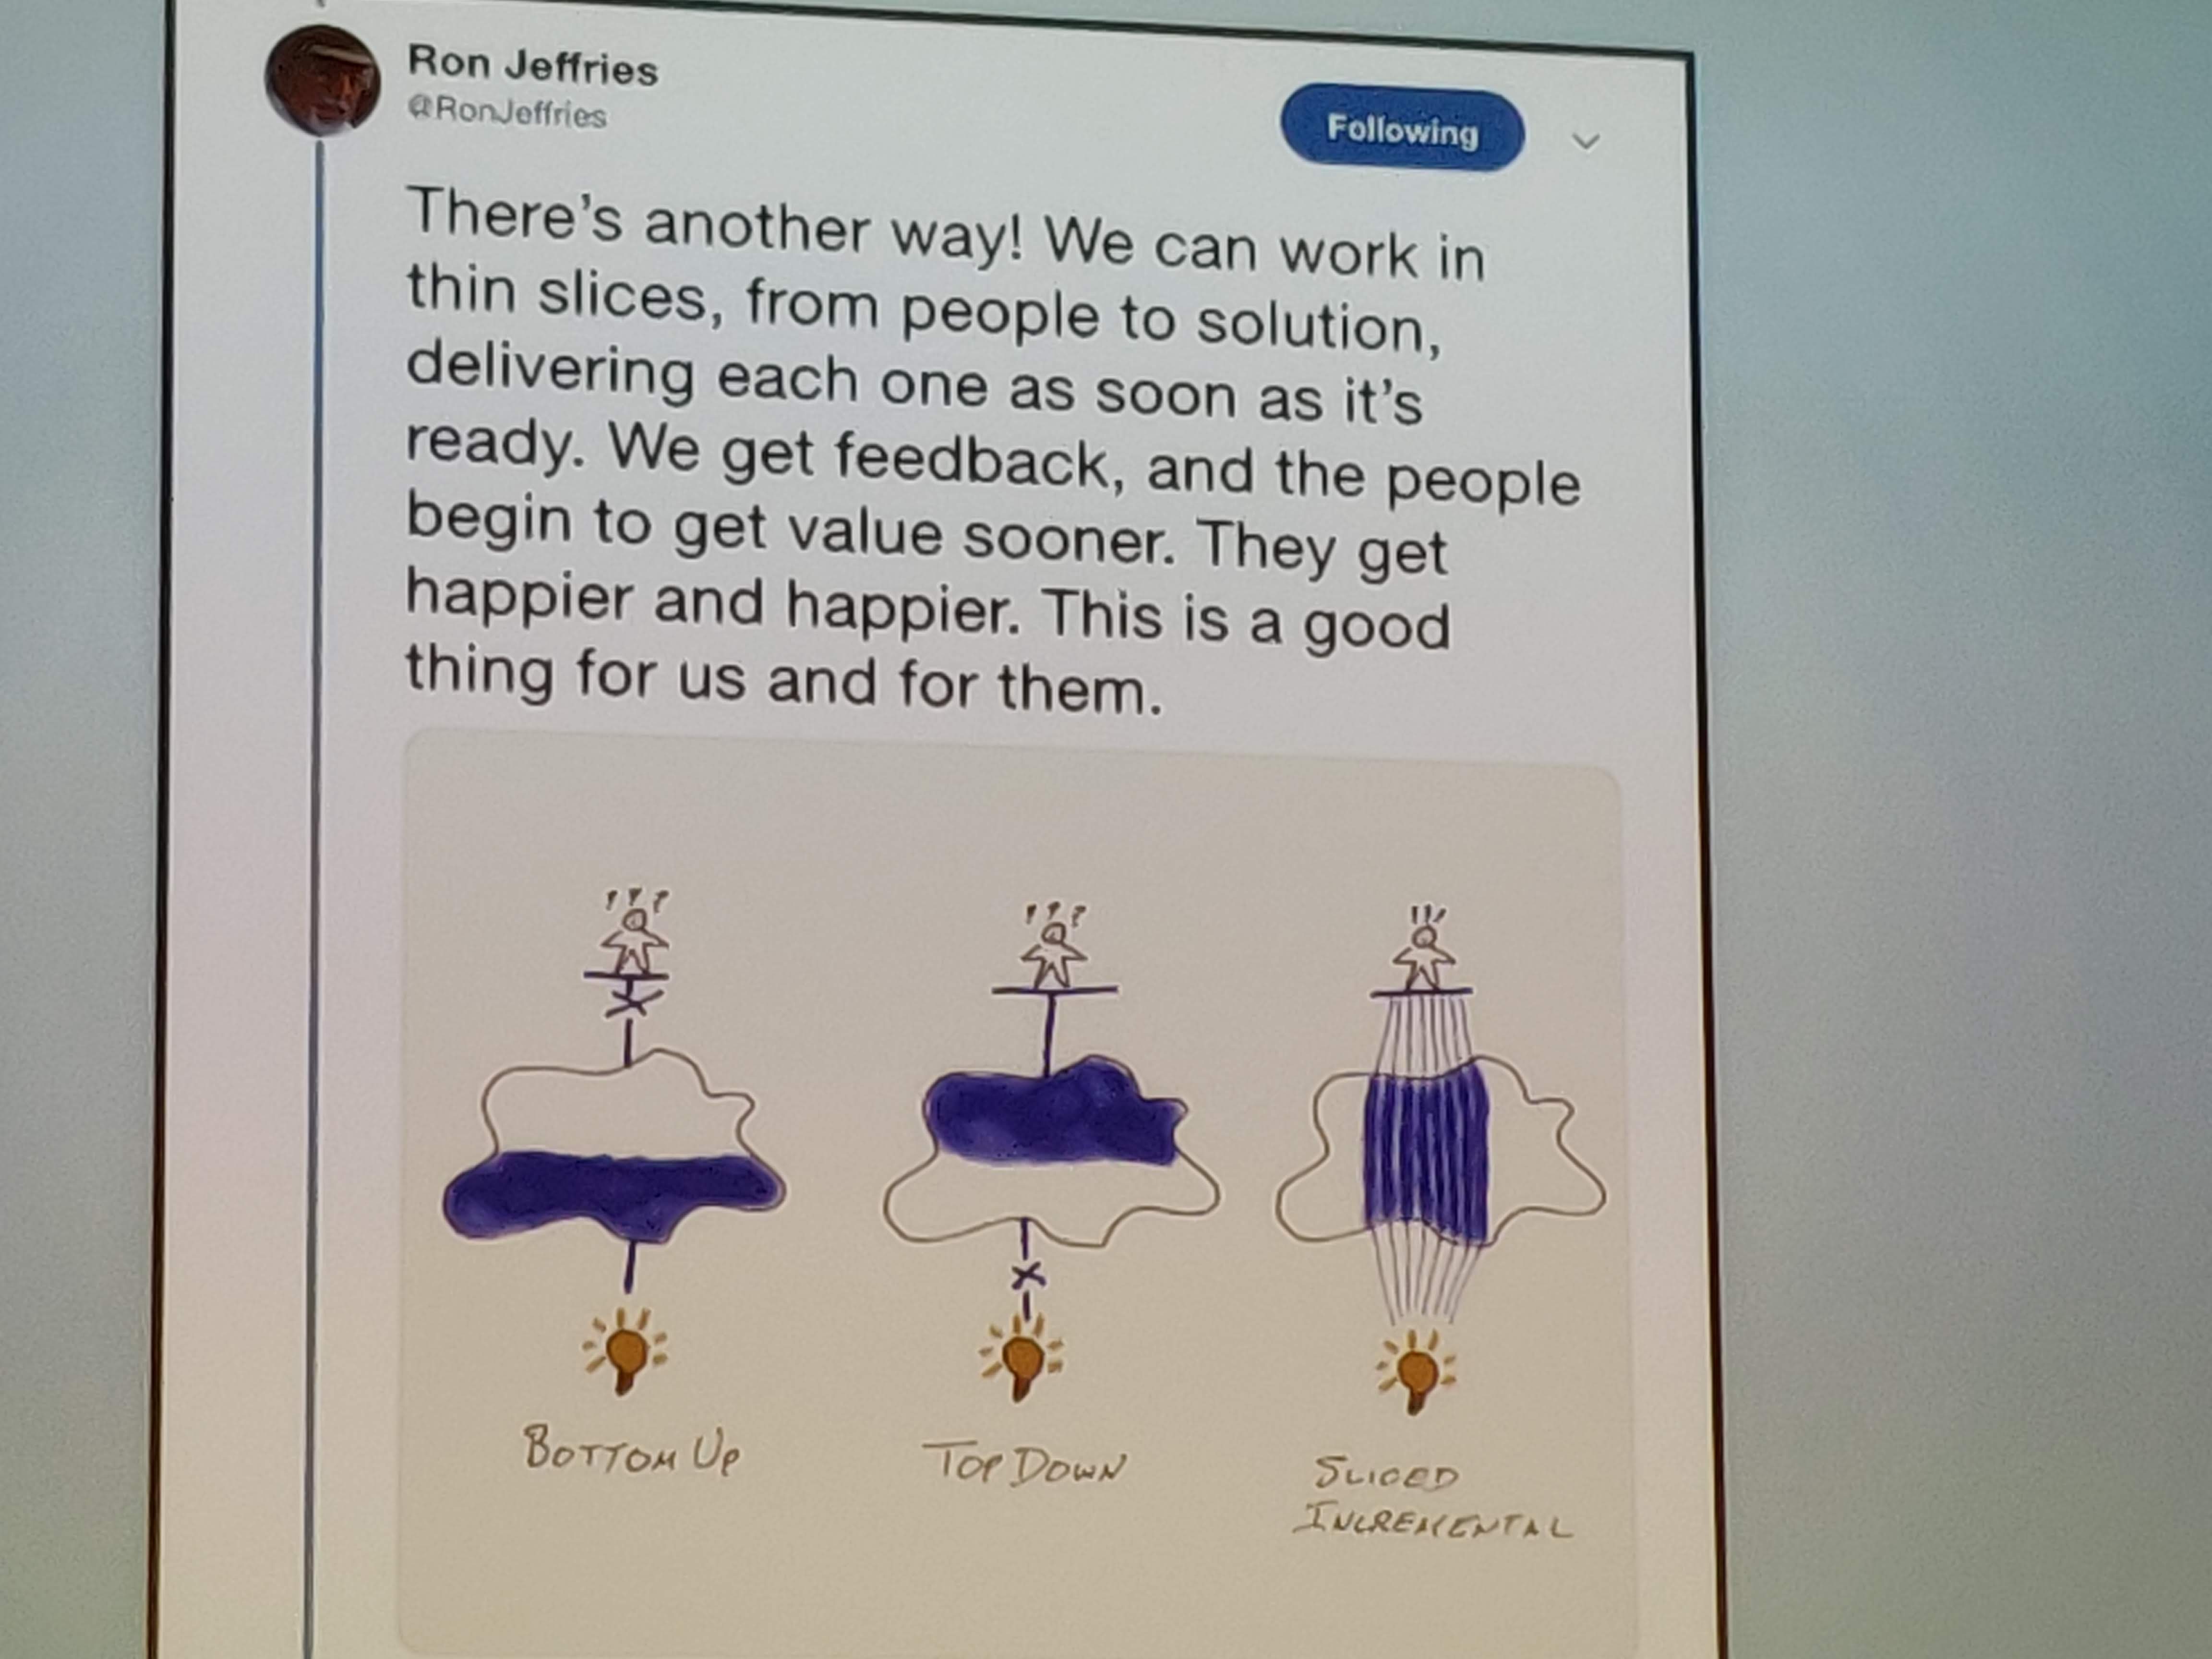 Ron Jeffries
@RonJeffries
Following
There's another way! We can work in
thin slices, from people to solution,
delivering each one as soon as it's
ready. We get feedback, and the people
begin to get value sooner. They get
happier and happier. This is a good
thing for us and for them.
???
???
!!!
BOTTOM UP
TOP DOWN
SLICED
INCREMENTAL